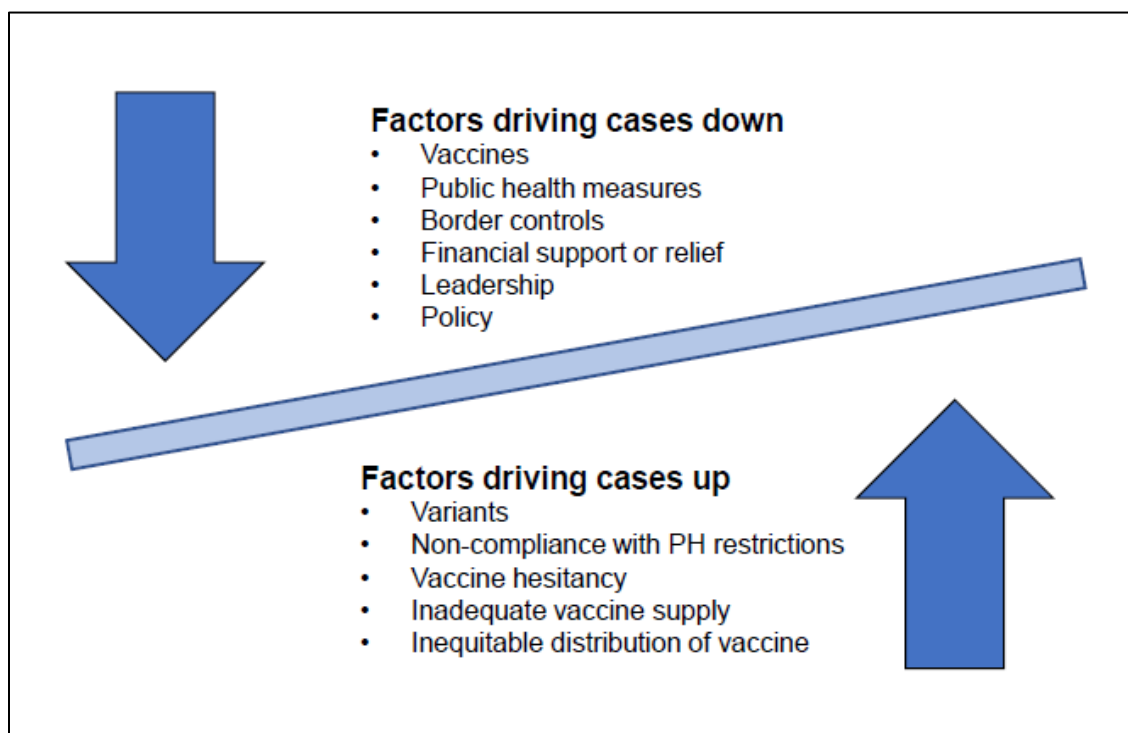 Factors driving cases down
• Vaccines
• Public health measures
• Border controls
• Financial support or relief
• Leadership
• Policy
Factors driving cases up
• Variants
• Non-compliance with PH restrictions
• Vaccine hesitancy
• Inadequate vaccine supply
• Inequitable distribution of vaccine